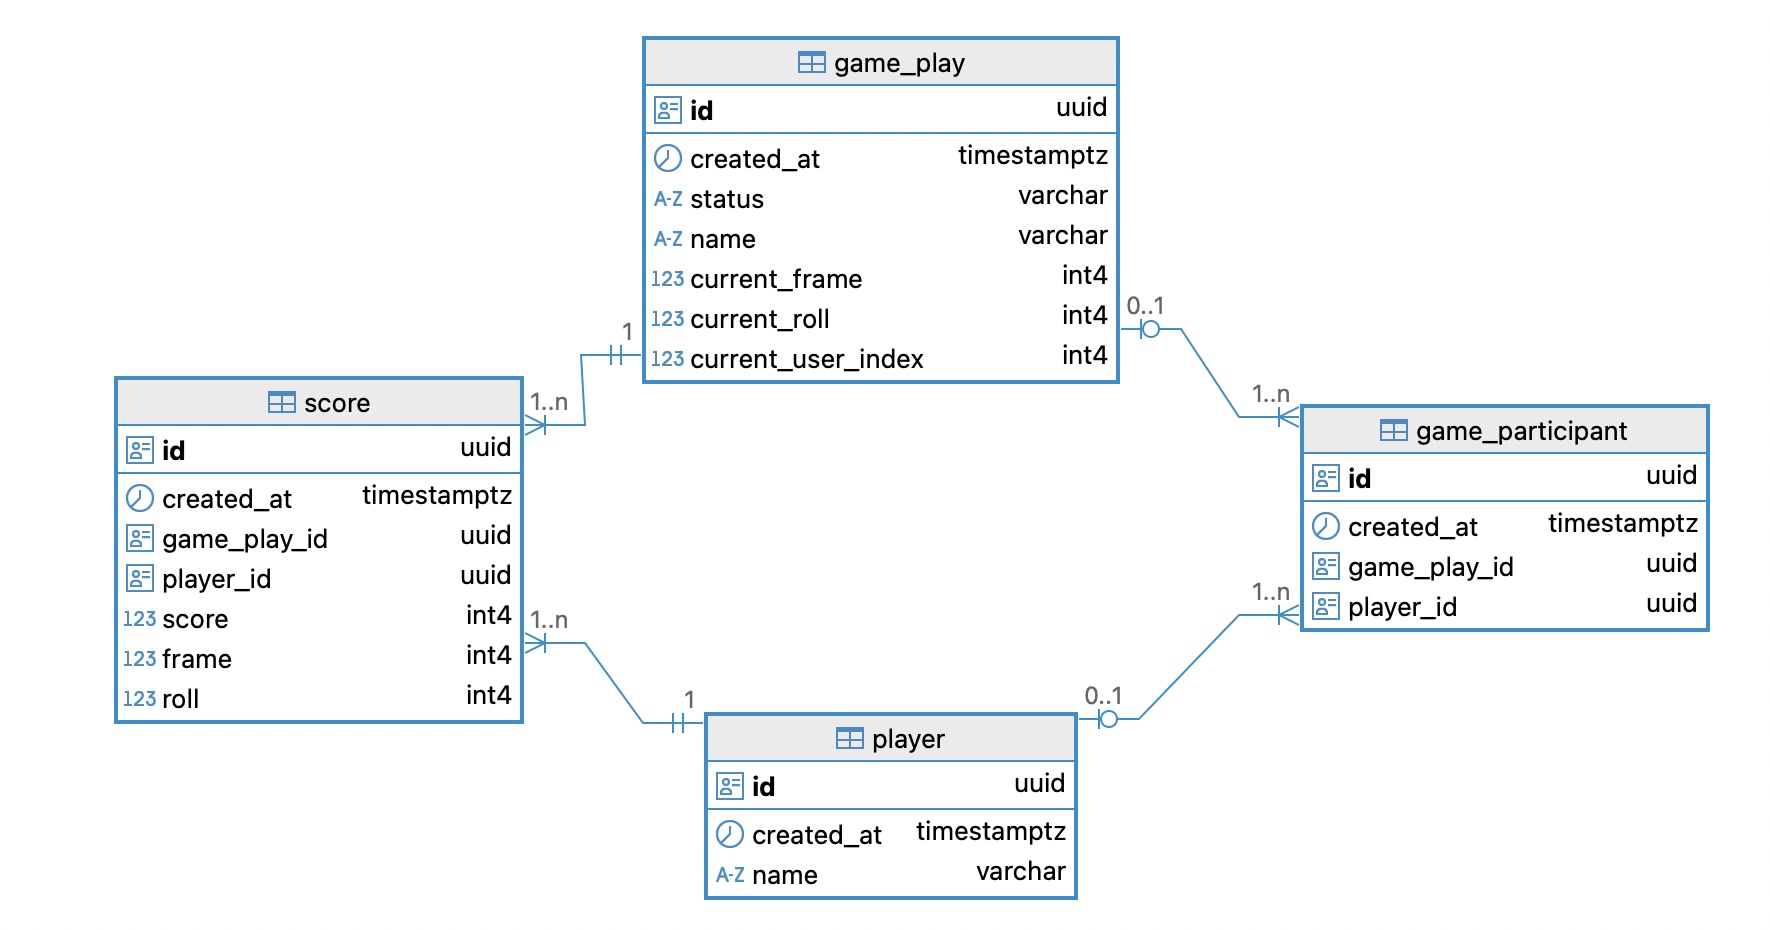 game_play
id uuid
created_at timestamptz
A-Z status varchar
A-Z name varchar
123 current_frame int4
123 current_roll int4
123 current_user_index int4
0..1
1
1..n
1..n
score
id uuid
created_at timestamptz
game_play_id uuid
player_id uuid
123 score int4
123 frame int4
123 roll int4
game_participant
id uuid
created_at timestamptz
game_play_id uuid
player_id uuid
1..n
1..n
1
0..1
player
id uuid
created_at timestamptz
A-Z name varchar